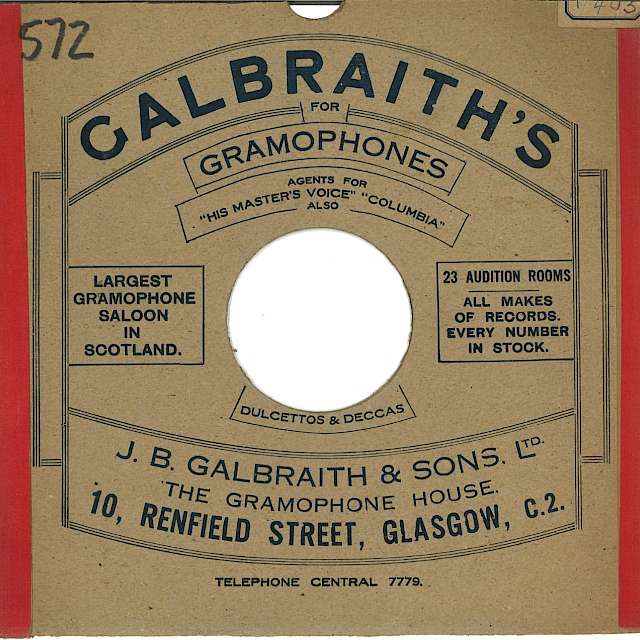 572
GALBRAITH'S
FOR
GRAMOPHONES
AGENTS FOR
"HIS MASTER'S VOICE" "COLUMBIA"
ALSO
LARGEST
GRAMOPHONE
SALOON
IN
SCOTLAND.
23 AUDITION ROOMS
ALL MAKES
OF RECORDS.
EVERY NUMBER
IN STOCK.
DULCETTOS & DECCAS
J. B. GALBRAITH & SONS. LTD.
THE GRAMOPHONE HOUSE.
10, RENFIELD STREET, GLASGOW, C.2.
TELEPHONE CENTRAL 7779.